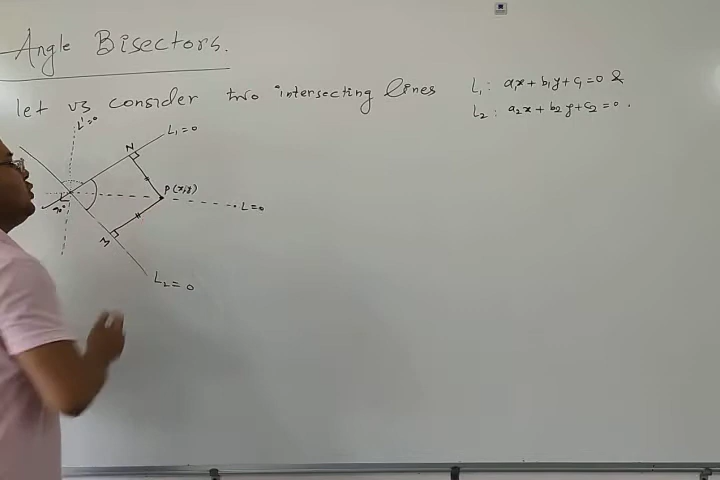 Angle Bisectors.
let us consider two intersecting lines L₁: a₁x + b₁y + c₁ = 0 &
L₂: a₂x + b₂y + c₂ = 0.
L'=0
L₁=0
N
P(x,y)
90°
L=0
M
L₂=0